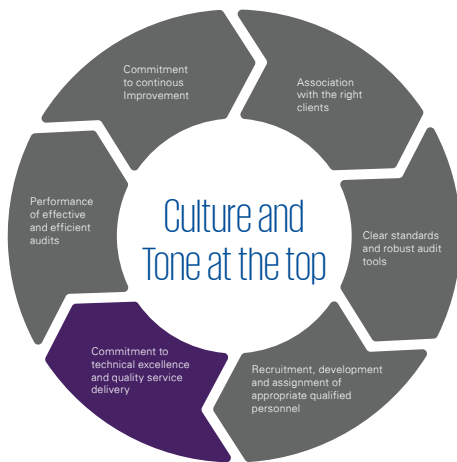 Commitment
to continous
Improvement
Association
with the right
clients
Clear standards
and robust audit
tools
Recruitment, development
and assignment of
appropriate qualified
personnel
Commitment to
technical excellence
and quality service
delivery
Performance
of effective
and efficient
audits
Culture and
Tone at the top